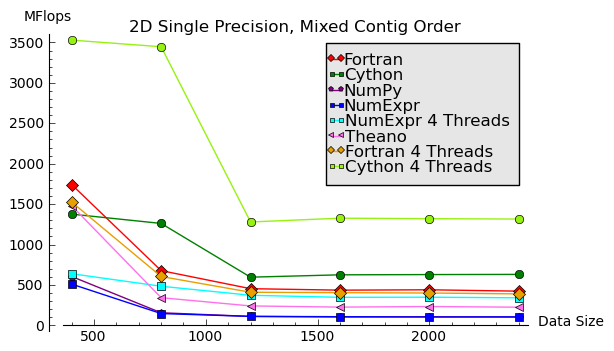 MFlops
2D Single Precision, Mixed Contig Order
3500
3000
2500
2000
1500
1000
500
0
Fortran
Cython
NumPy
NumExpr
NumExpr 4 Threads
Theano
Fortran 4 Threads
Cython 4 Threads
500
1000
1500
2000
Data Size